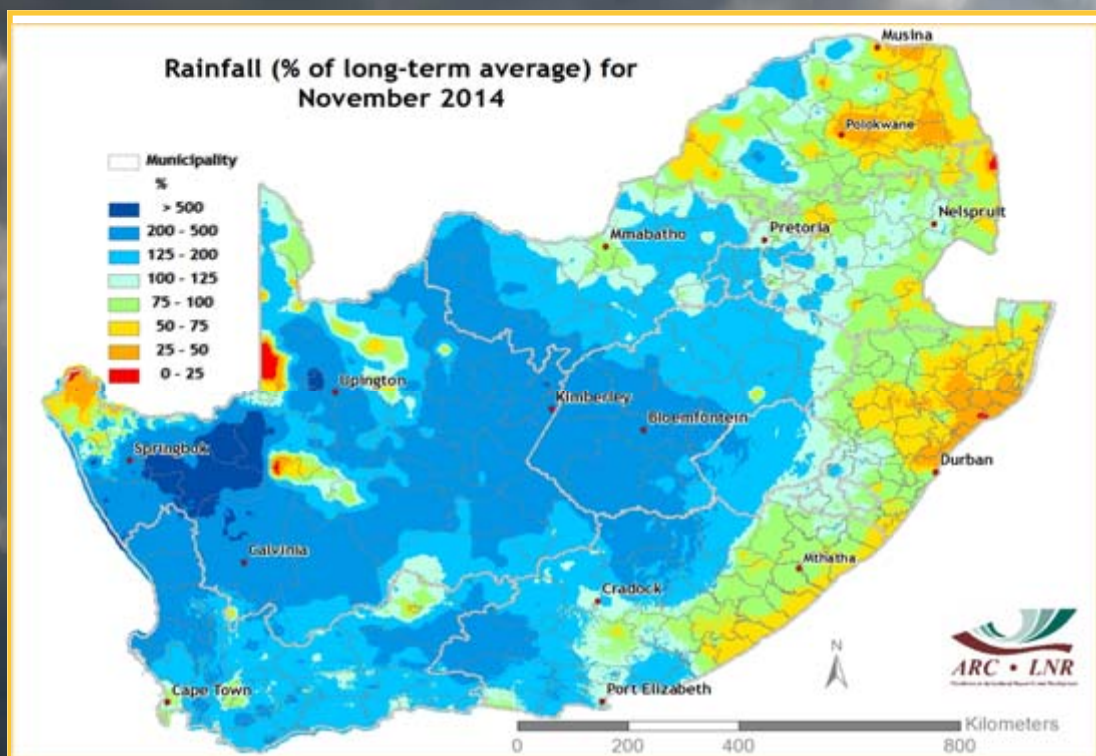 Rainfall (% of long-term average) for
November 2014
Municipality
%
> 500
200 - 500
125 - 200
100 - 125
75 - 100
50 - 75
25 - 50
0 - 25
Musina
Polokwane
Nelspruit
Pretoria
Mmabatho
Upington
Kimberley
Bloemfontein
Springbok
Durban
Calvinia
Mthatha
Cradock
Cape Town
Port Elizabeth
N
ARC • LNR
Kilometers
0 200 400 800